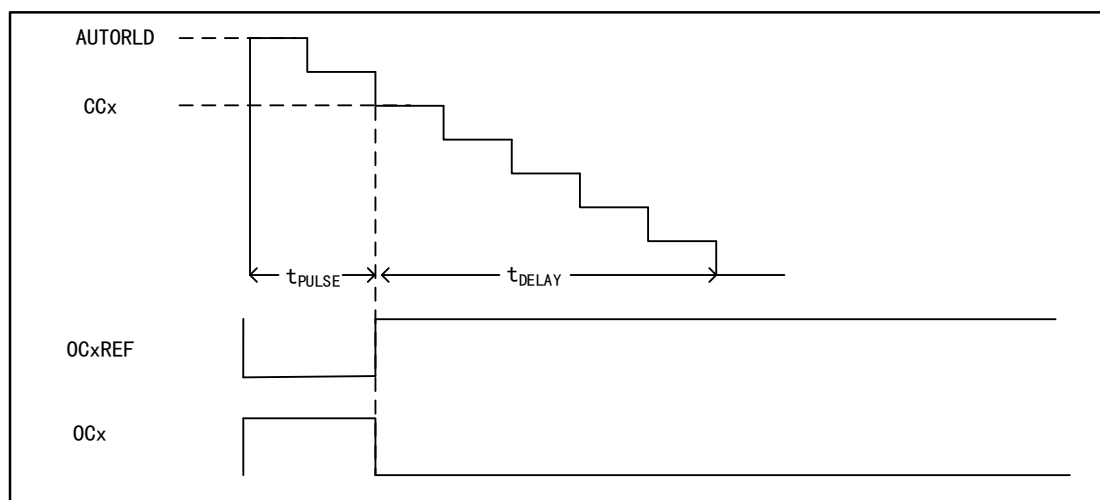 AUTORLD
CCx
tPULSE
tDELAY
OCxREF
OCx